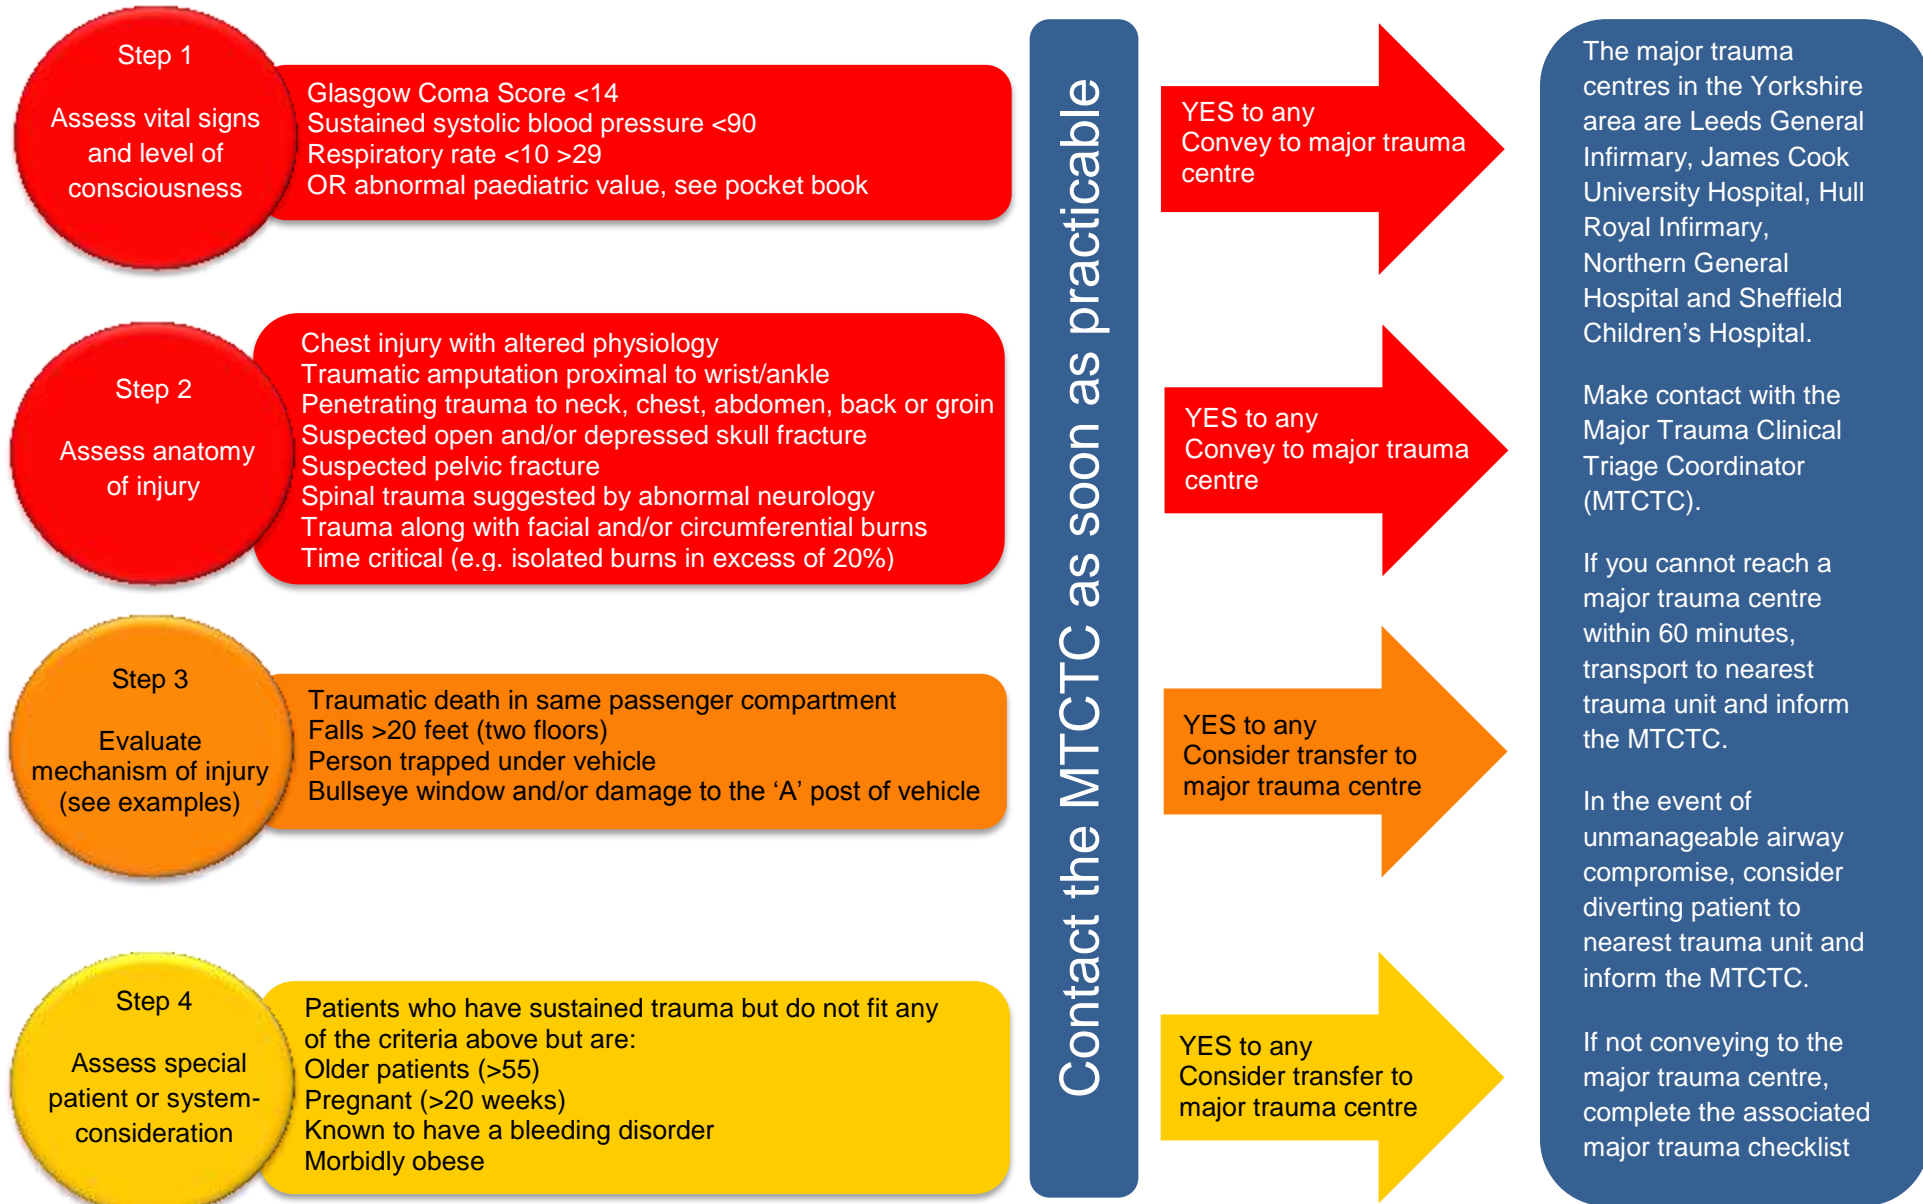 Step 1
Assess vital signs
and level of
consciousness
Glasgow Coma Score <14
Sustained systolic blood pressure <90
Respiratory rate <10 >29
OR abnormal paediatric value, see pocket book
Step 2
Assess anatomy
of injury
Chest injury with altered physiology
Traumatic amputation proximal to wrist/ankle
Penetrating trauma to neck, chest, abdomen, back or groin
Suspected open and/or depressed skull fracture
Suspected pelvic fracture
Spinal trauma suggested by abnormal neurology
Trauma along with facial and/or circumferential burns
Time critical (e.g. isolated burns in excess of 20%)
Step 3
Evaluate
mechanism of injury
(see examples)
Traumatic death in same passenger compartment
Falls >20 feet (two floors)
Person trapped under vehicle
Bullseye window and/or damage to the ‘A’ post of vehicle
Step 4
Assess special
patient or system-
consideration
Patients who have sustained trauma but do not fit any
of the criteria above but are:
Older patients (>55)
Pregnant (>20 weeks)
Known to have a bleeding disorder
Morbidly obese
Contact the MTCTC as soon as practicable
YES to any
Convey to major trauma
centre
YES to any
Convey to major trauma
centre
YES to any
Consider transfer to
major trauma centre
YES to any
Consider transfer to
major trauma centre
The major trauma
centres in the Yorkshire
area are Leeds General
Infirmary, James Cook
University Hospital, Hull
Royal Infirmary,
Northern General
Hospital and Sheffield
Children’s Hospital.
Make contact with the
Major Trauma Clinical
Triage Coordinator
(MTCTC).
If you cannot reach a
major trauma centre
within 60 minutes,
transport to nearest
trauma unit and inform
the MTCTC.
In the event of
unmanageable airway
compromise, consider
diverting patient to
nearest trauma unit and
inform the MTCTC.
If not conveying to the
major trauma centre,
complete the associated
major trauma checklist